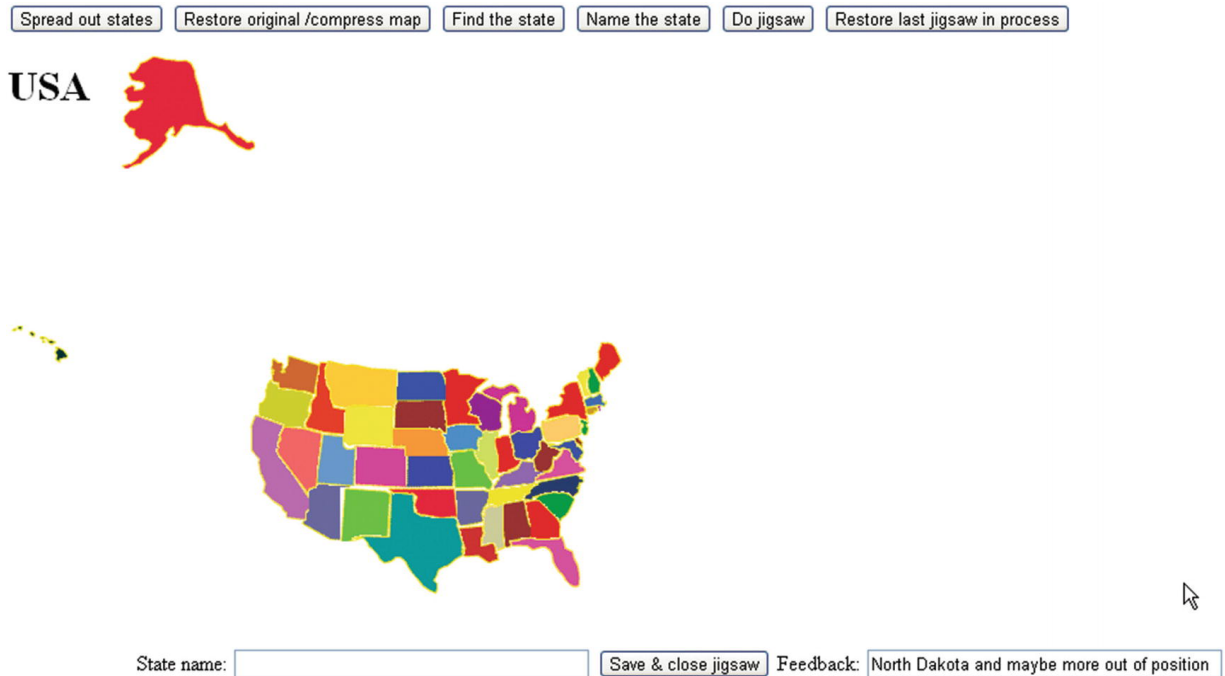 Spread out states Restore original /compress map Find the state Name the state Do jigsaw Restore last jigsaw in process
USA
State name: Save & close jigsaw Feedback: North Dakota and maybe more out of position